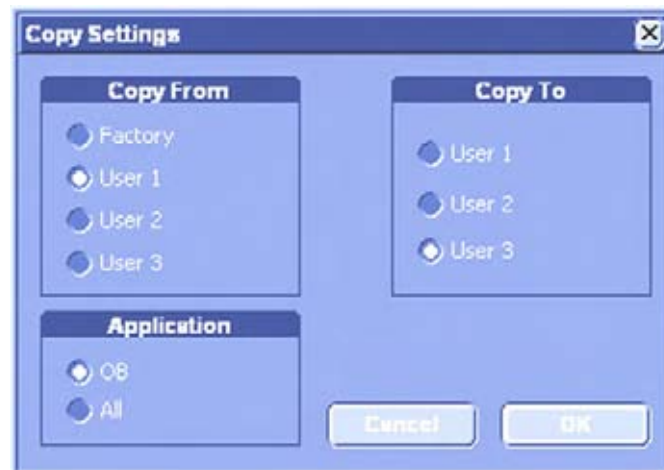 Copy Settings
Copy From
Factory
User 1
User 2
User 3
Copy To
User 1
User 2
User 3
Application
OB
All
Cancel
OK